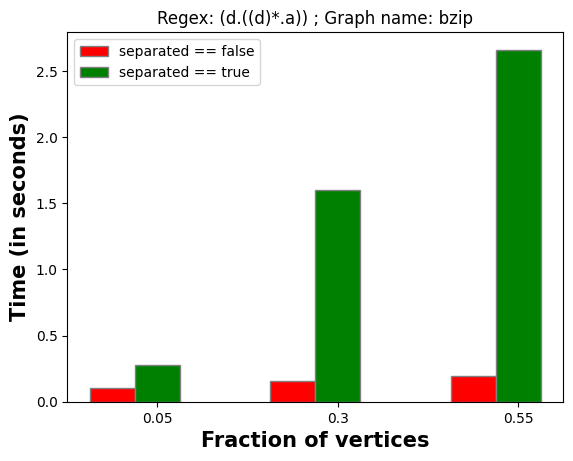 Regex: (d.((d)*.a)) ; Graph name: bzip
separated == false
separated == true
2.5
2.0
1.5
1.0
0.5
0.0
Time (in seconds)
0.05
0.3
0.55
Fraction of vertices